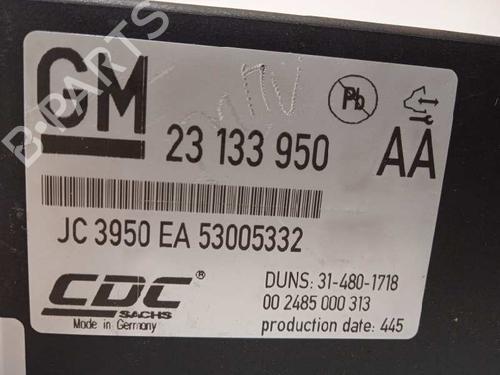 GM
23 133 950
Pb
AA
JC 3950 EA 53005332
CDC®
SACHS
Made in Germany
DUNS: 31-480-1718
00 2485 000 313
production date: 445
B-PARTS